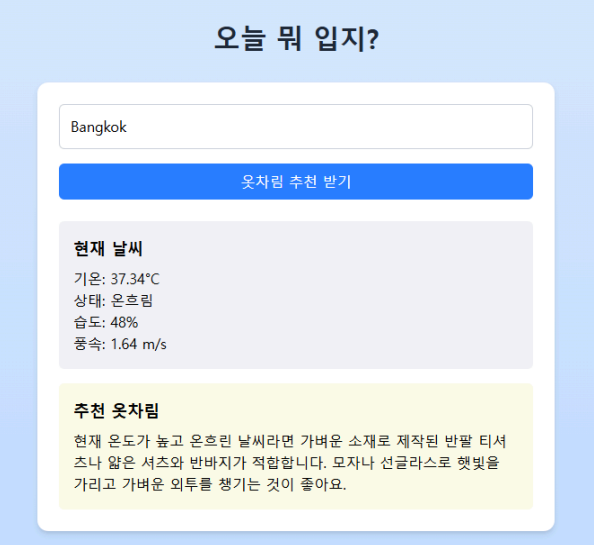 오늘 뭐 입지?
Bangkok
옷차림 추천 받기
현재 날씨
기온: 37.34°C
상태: 온흐림
습도: 48%
풍속: 1.64 m/s
추천 옷차림
현재 온도가 높고 온흐린 날씨라면 가벼운 소재로 제작된 반팔 티셔
츠나 얇은 셔츠와 반바지가 적합합니다. 모자나 선글라스로 햇빛을
가리고 가벼운 외투를 챙기는 것이 좋아요.